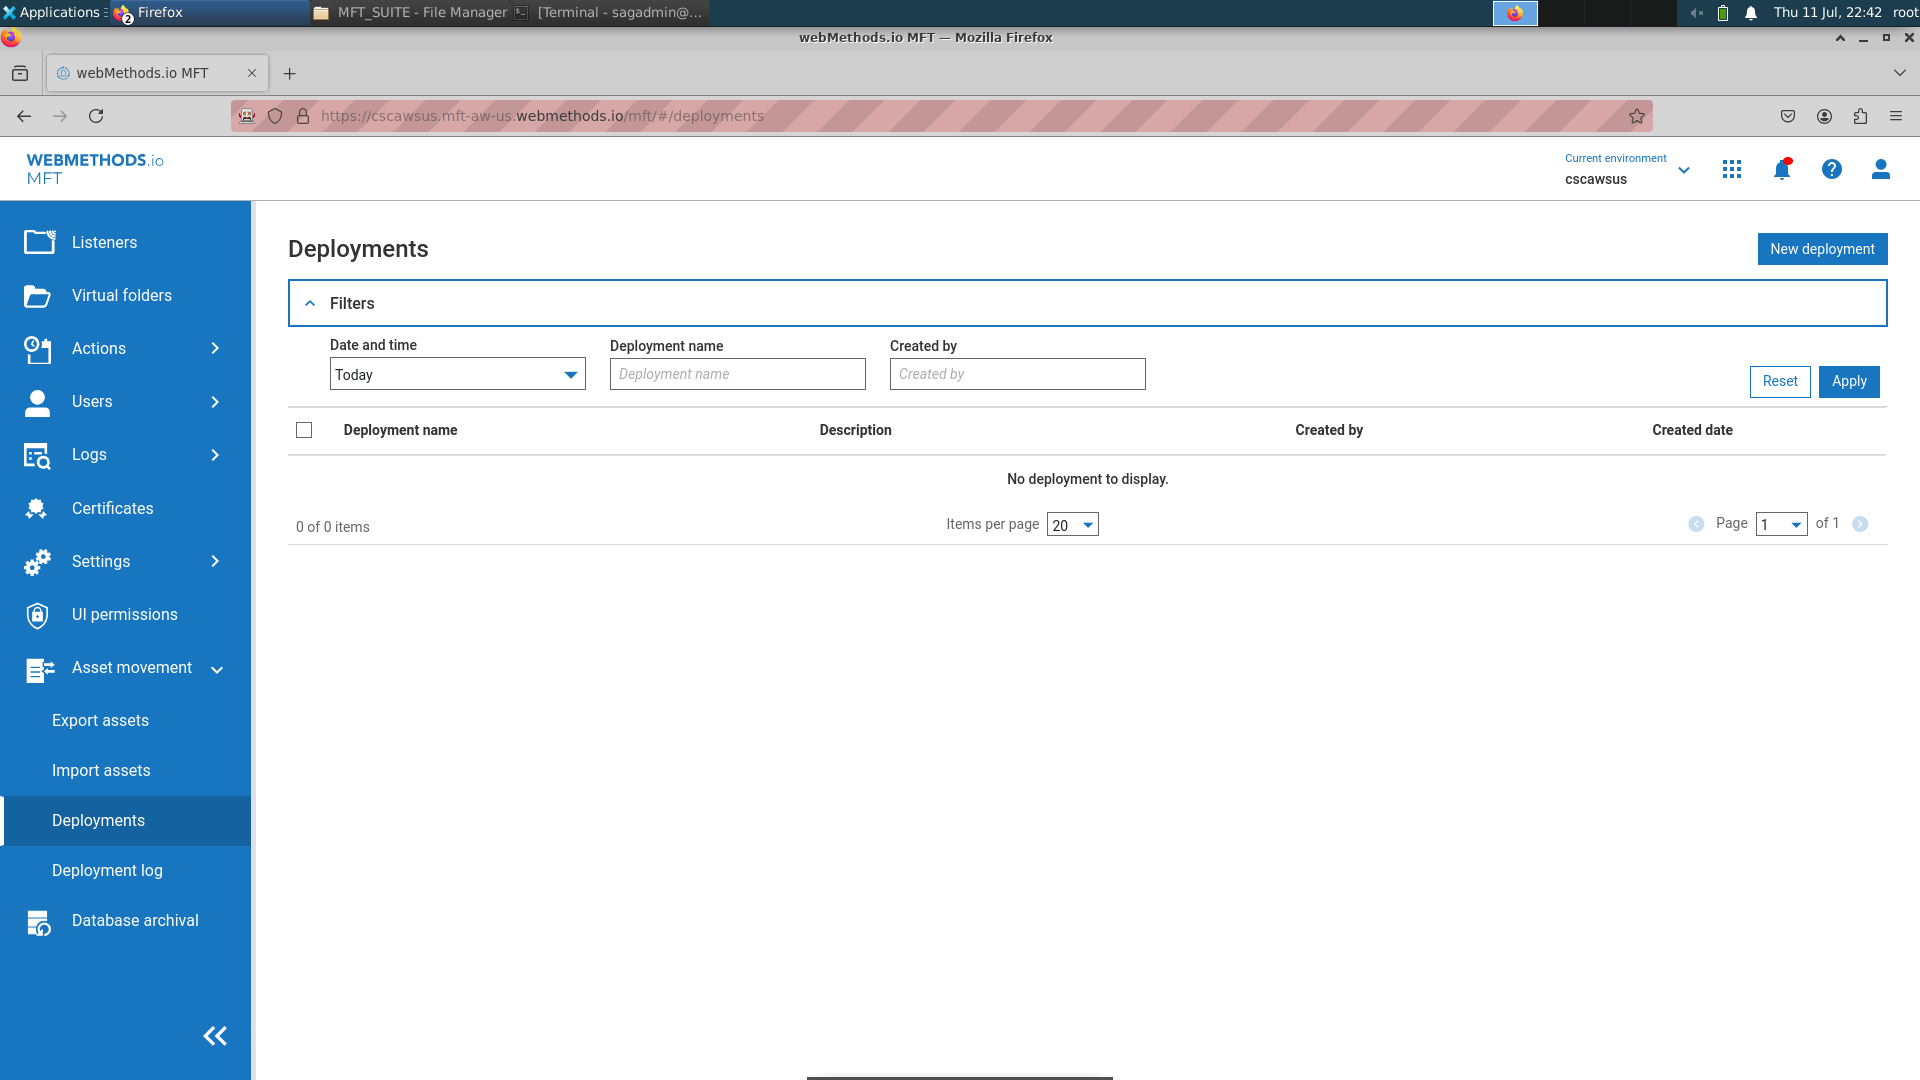 Applications Firefox MFT_SUITE - File Manager [Terminal - sagadmin@... Thu 11 Jul, 22:42 root
2
webMethods.io MFT — Mozilla Firefox
webMethods.io MFT
https://cscawsus.mft-aw-us.webmethods.io/mft/#/deployments
WEBMETHODS.io
MFT
Current environment
cscawsus
Listeners
Virtual folders
Actions
Users
Logs
Certificates
Settings
UI permissions
Asset movement
Export assets
Import assets
Deployments
Deployment log
Database archival
Deployments
New deployment
Filters
Date and time Deployment name Created by
Today Deployment name Created by
Reset Apply
Deployment name Description Created by Created date
No deployment to display.
0 of 0 items Items per page 20 Page 1 of 1